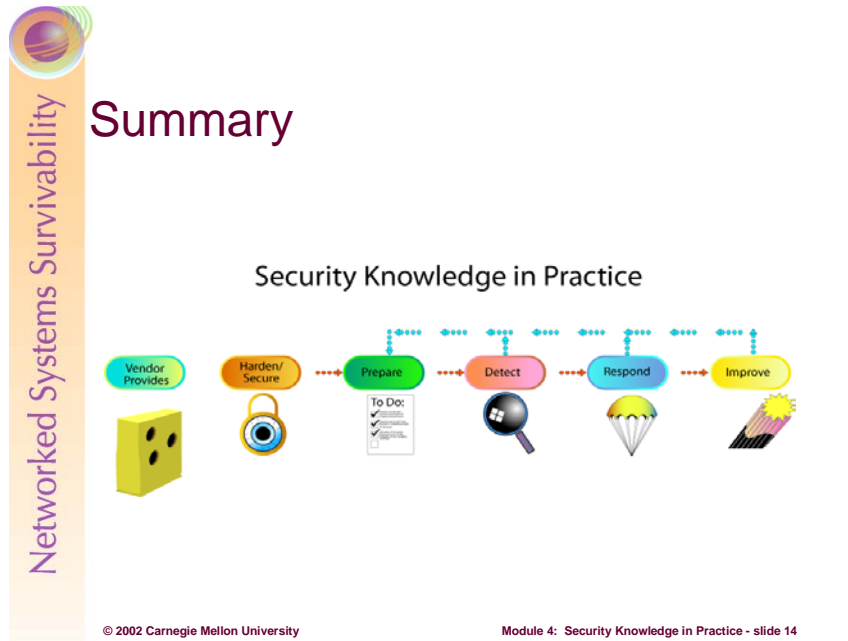 Networked Systems Survivability
Summary
Security Knowledge in Practice
Vendor
Provides
Harden/
Secure
Prepare
Detect
Respond
Improve
To Do:
© 2002 Carnegie Mellon University
Module 4: Security Knowledge in Practice - slide 14